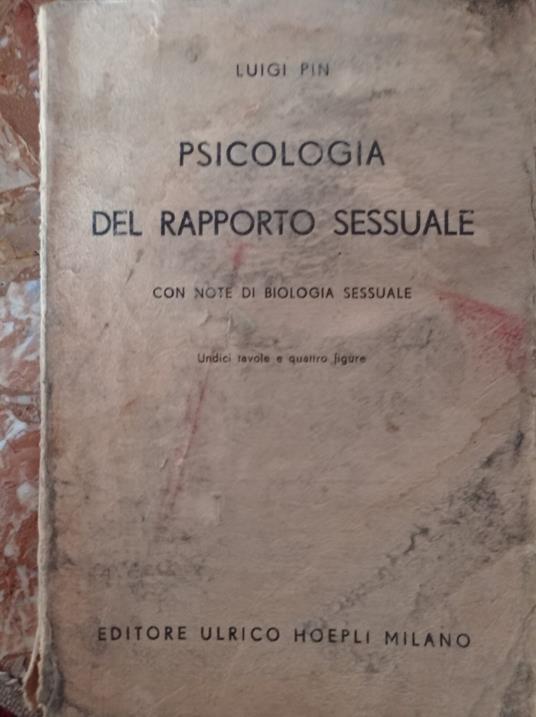 LUIGI PIN
PSICOLOGIA
DEL RAPPORTO SESSUALE
CON NOTE DI BIOLOGIA SESSUALE
Undici tavole e quattro figure
EDITORE ULRICO HOEPLI MILANO